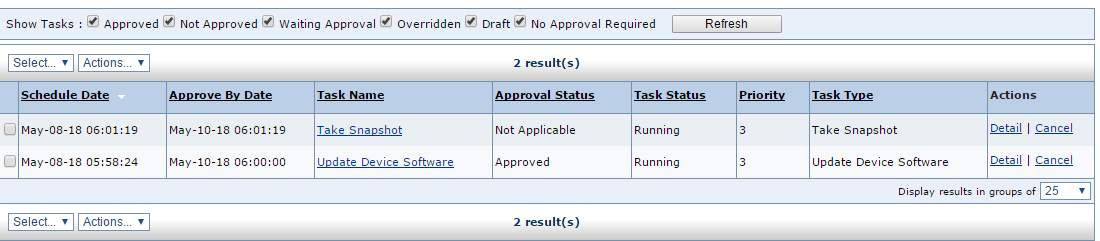 Show Tasks : Approved Not Approved Waiting Approval Overridden Draft No Approval Required Refresh
Select... Actions... 2 result(s)
Schedule Date Approve By Date Task Name Approval Status Task Status Priority Task Type Actions
May-08-18 06:01:19 May-10-18 06:01:19 Take Snapshot Not Applicable Running 3 Take Snapshot Detail | Cancel
May-08-18 05:58:24 May-10-18 06:00:00 Update Device Software Approved Running 3 Update Device Software Detail | Cancel
Display results in groups of 25
Select... Actions... 2 result(s)